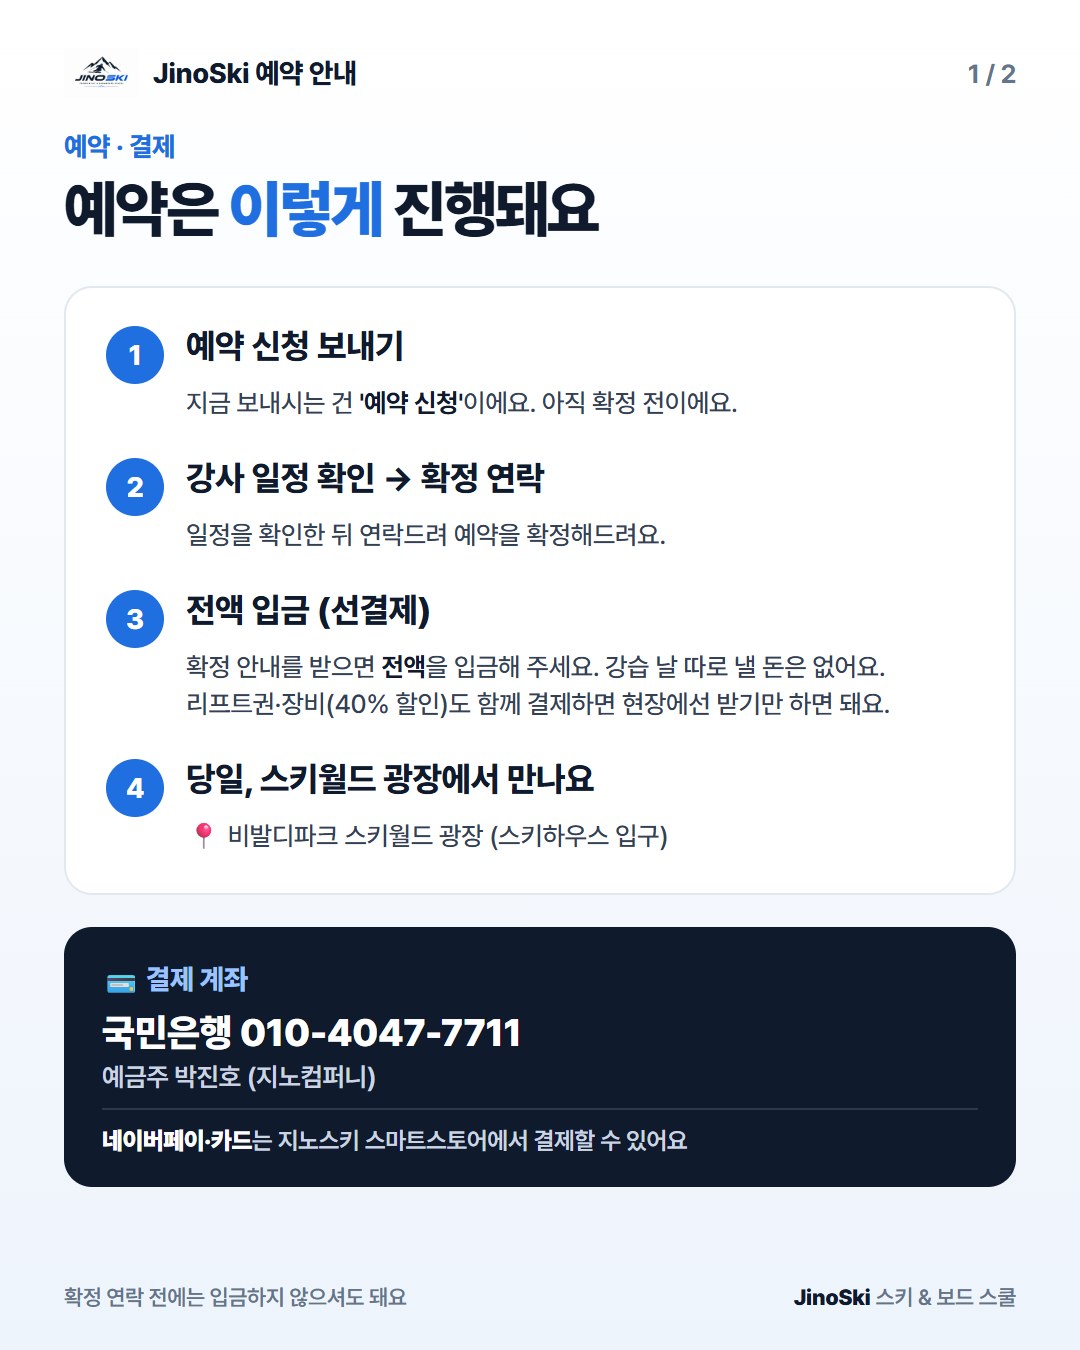 JINOSKI
JinoSki 예약 안내
1 / 2
예약 · 결제
예약은 이렇게 진행돼요
1
예약 신청 보내기
지금 보내시는 건 '예약 신청'이에요. 아직 확정 전이에요.
2
강사 일정 확인 → 확정 연락
일정을 확인한 뒤 연락드려 예약을 확정해드려요.
3
전액 입금 (선결제)
확정 안내를 받으면 전액을 입금해 주세요. 강습 날 따로 낼 돈은 없어요.
리프트권·장비(40% 할인)도 함께 결제하면 현장에선 받기만 하면 돼요.
4
당일, 스키월드 광장에서 만나요
📍 비발디파크 스키월드 광장 (스키하우스 입구)
💳 결제 계좌
국민은행 010-4047-7711
예금주 박진호 (지노컴퍼니)
네이버페이·카드는 지노스키 스마트스토어에서 결제할 수 있어요
확정 연락 전에는 입금하지 않으셔도 돼요
JinoSki 스키 & 보드 스쿨